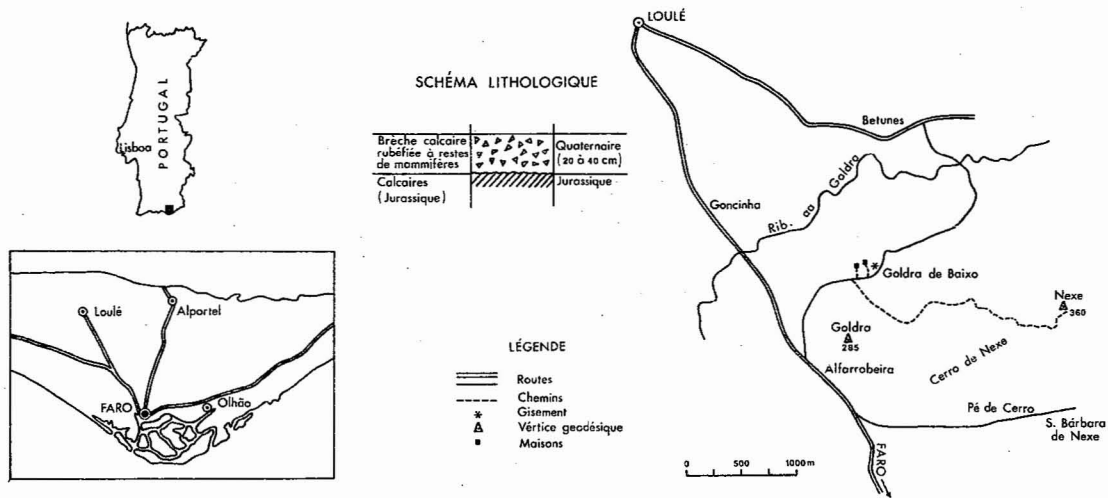 PORTUGAL
Lisboa
SCHÉMA LITHOLOGIQUE
Brèche calcaire
rubéfiée à restes
de mammifères
Quaternaire
(20 à 40 cm)
Calcaires
(Jurassique)
Jurassique
Loulé
Alportel
FARO
Olhão
LÉGENDE
Routes
Chemins
Gisement
Vértice geodésique
Maisons
LOULÉ
Betunes
Goncinha
Rib. da Goldra
Goldra de Baixo
Nexe
360
Goldra
285
Cerro de Nexe
Alfarrobeira
Pé de Cerro
S. Bárbara
de Nexe
FARO
0 500 1000m